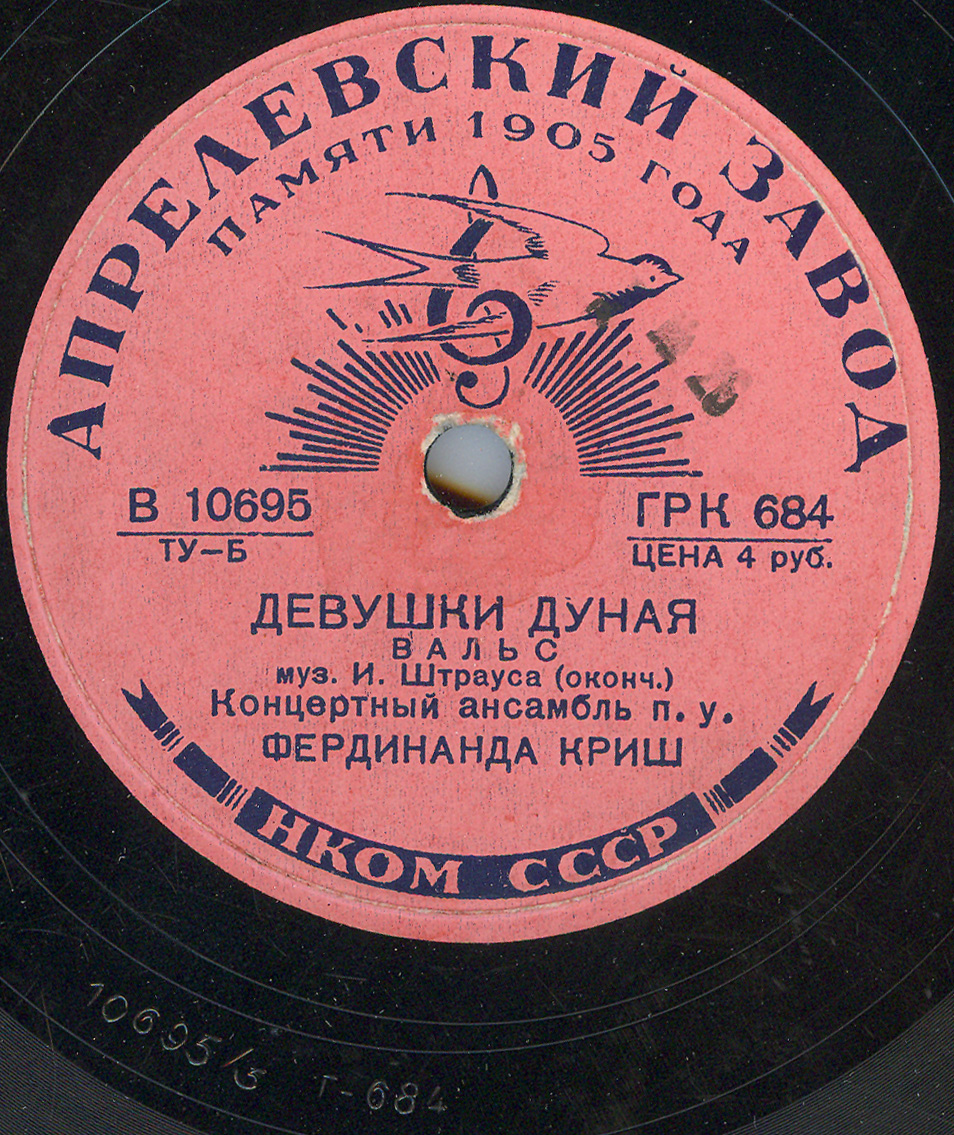 АПРЕЛЕВСКИЙ ЗАВОД
ПАМЯТИ 1905 ГОДА
В 10695
ТУ–Б
ГРК 684
ЦЕНА 4 руб.
ДЕВУШКИ ДУНАЯ
ВАЛЬС
муз. И. Штрауса (оконч.)
Концертный ансамбль п. у.
ФЕРДИНАНДА КРИШ
НКОМ СССР
10695/3 Г-684